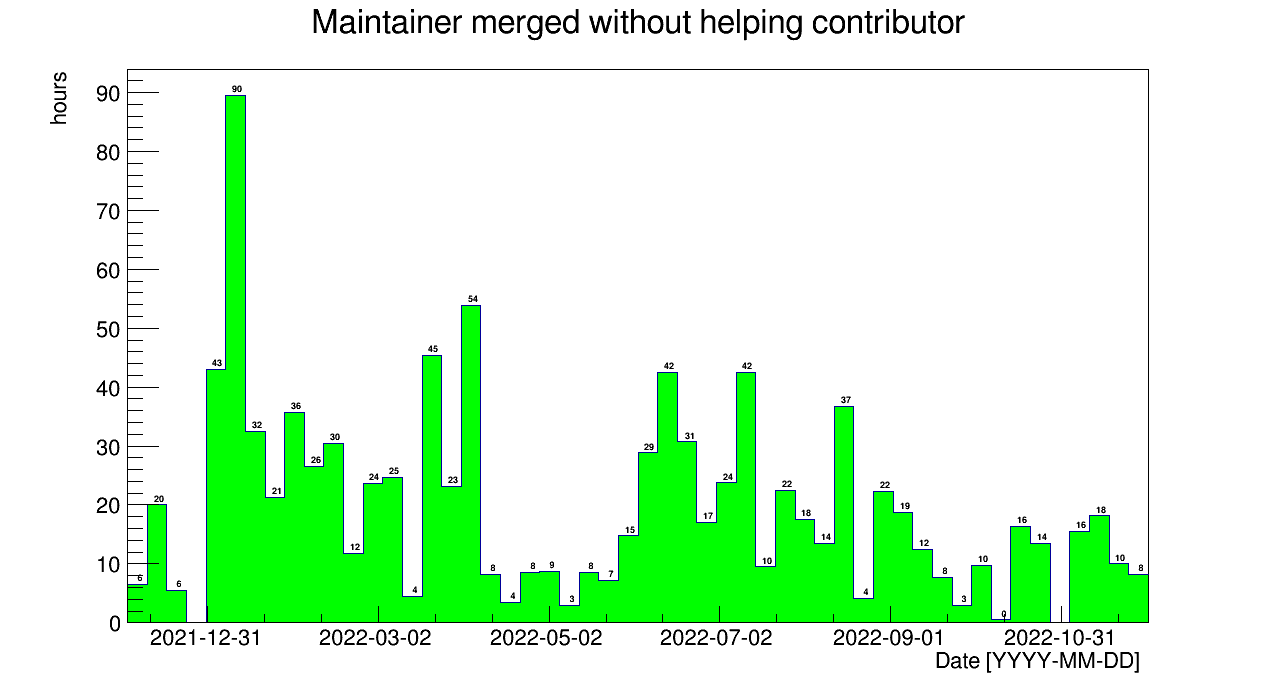 Maintainer merged without helping contributor
hours
90
80
70
60
50
40
30
20
10
0
6 20 6 43 90 32 21 36 26 30 12 24 25 4 45 23 54 8 4 8 9 3 8 7 15 29 42 31 17 24 42 10 22 18 14 37 4 22 19 12 8 3 10 0 16 14 16 18 10 8
2021-12-31 2022-03-02 2022-05-02 2022-07-02 2022-09-01 2022-10-31
Date [YYYY-MM-DD]